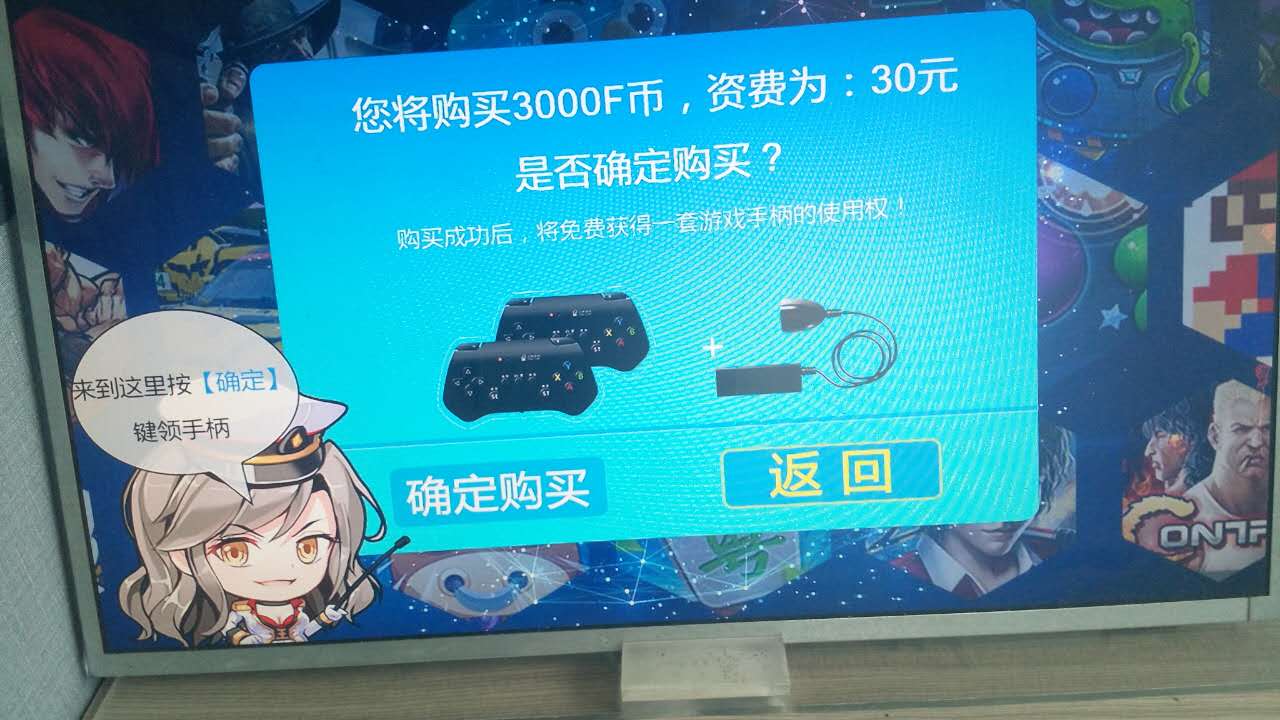 您将购买3000F币，资费为：30元
是否确定购买？
购买成功后，将免费获得一套游戏手柄的使用权！
来到这里按【确定】
键领手柄
+
确定购买
返回